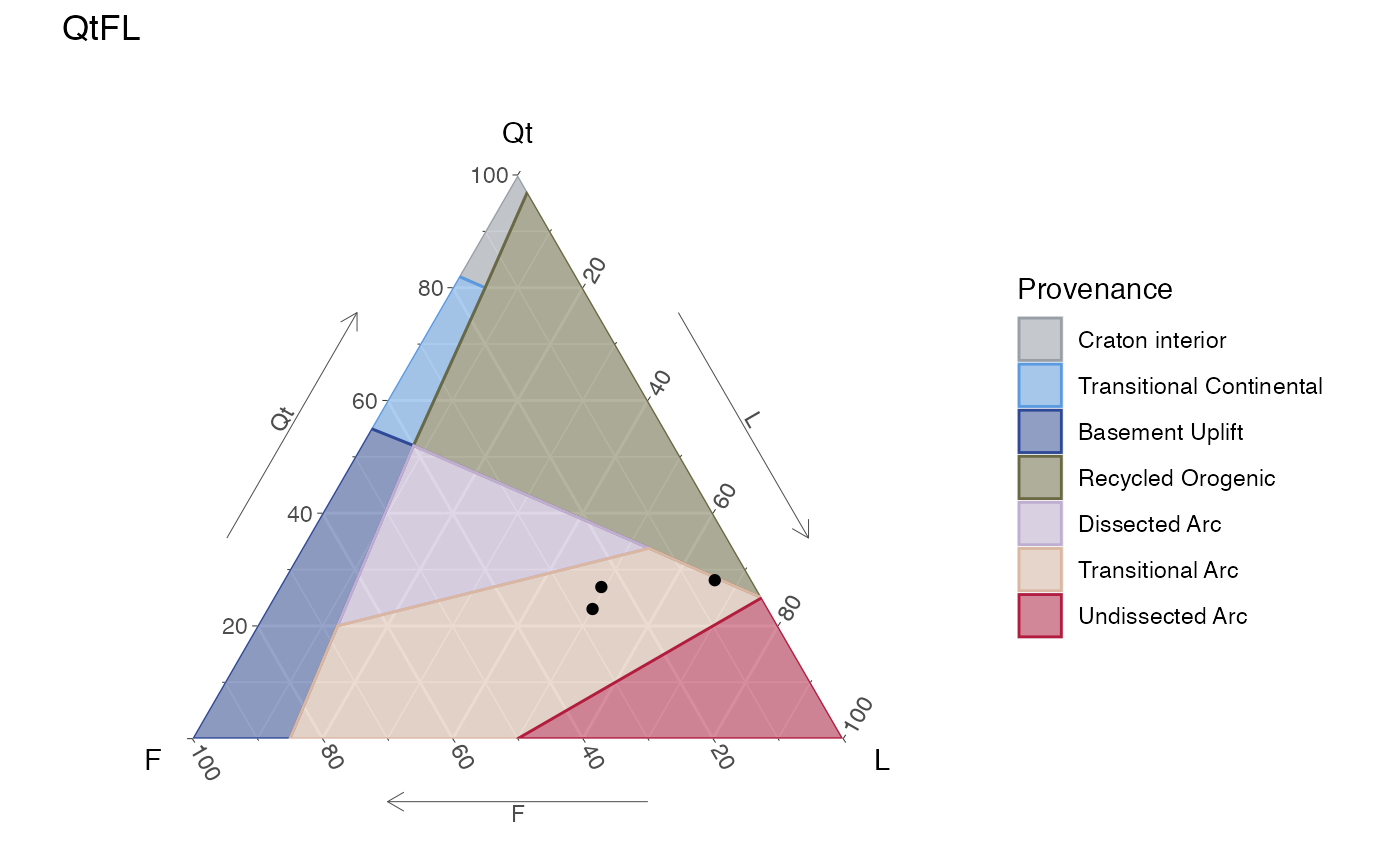 QtFL
Qt
100
80
60
40
20
20
40
60
80
100
Qt
L
F
100
80
60
40
20
L
F
Provenance
Craton interior
Transitional Continental
Basement Uplift
Recycled Orogenic
Dissected Arc
Transitional Arc
Undissected Arc